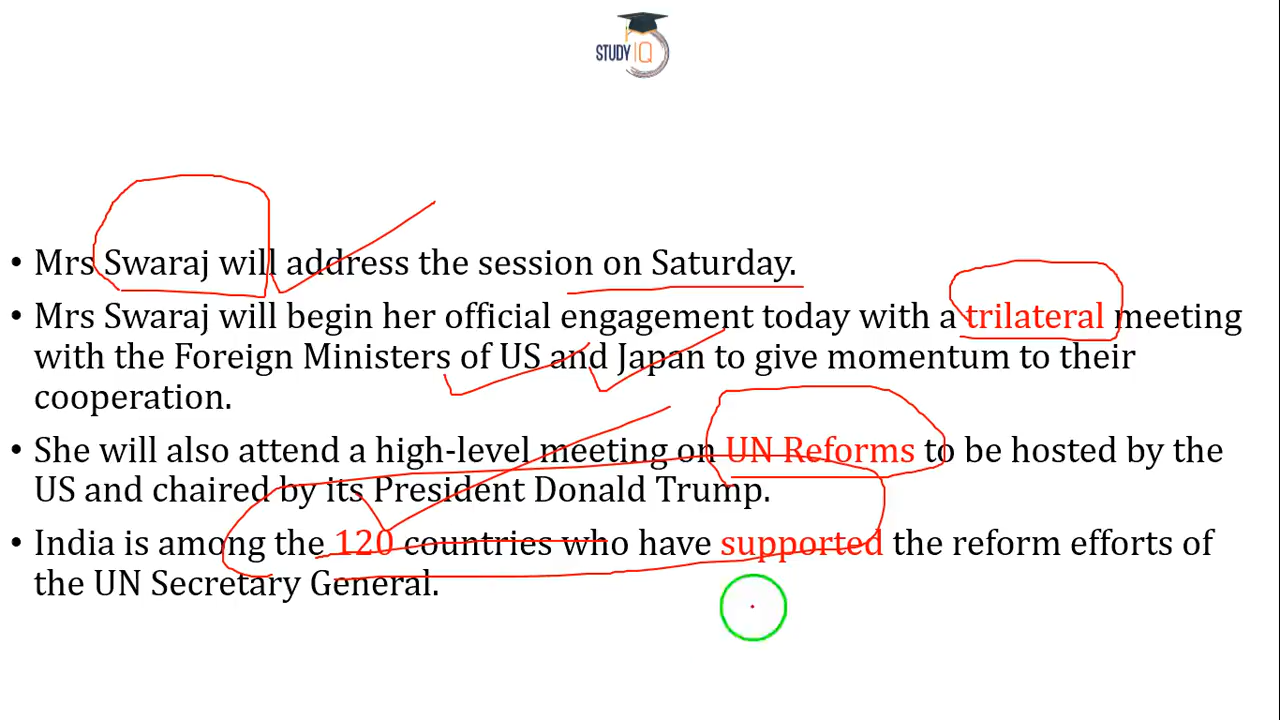 STUDY IQ
• Mrs Swaraj will address the session on Saturday.
• Mrs Swaraj will begin her official engagement today with a trilateral meeting
with the Foreign Ministers of US and Japan to give momentum to their
cooperation.
• She will also attend a high-level meeting on UN Reforms to be hosted by the
US and chaired by its President Donald Trump.
• India is among the 120 countries who have supported the reform efforts of
the UN Secretary General.